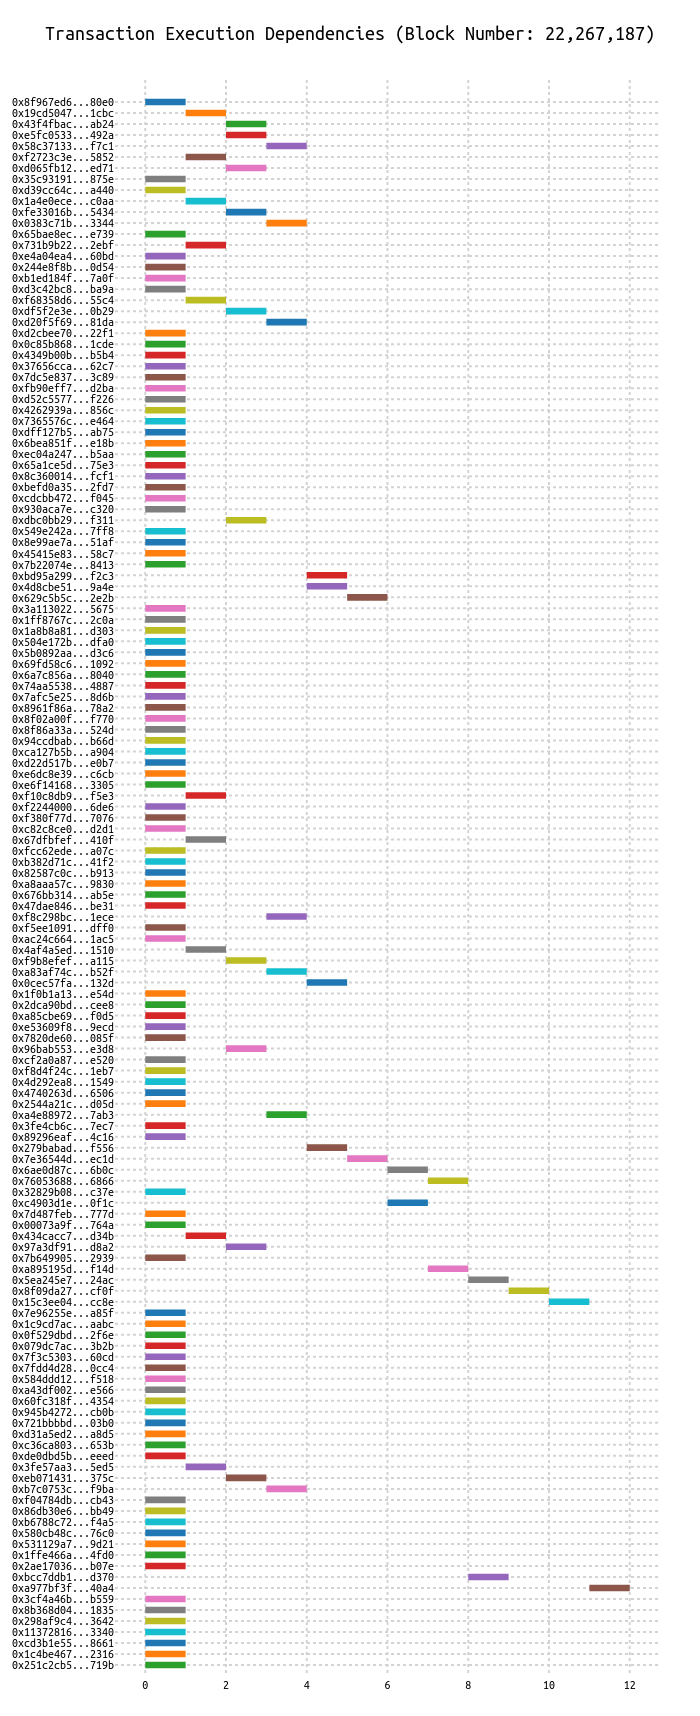 Transaction Execution Dependencies (Block Number: 22,267,187)
0x8f967ed6...80e0
0x19cd5047...1cbc
0x43f4fbac...ab24
0xe5fc0533...492a
0x58c37133...f7c1
0xf2723c3e...5852
0xd065fb12...ed71
0x35c93191...875e
0xd39cc64c...a440
0x1a4e0ece...c0aa
0xfe33016b...5434
0x0383c71b...3344
0x65bae8ec...e739
0x731b9b22...2ebf
0xe4a04ea4...60bd
0x244e8f8b...0d54
0xb1ed184f...7a0f
0xd3c42bc8...ba9a
0xf68358d6...55c4
0xdf5f2e3e...0b29
0xd20f5f69...81da
0xd2cbee70...22f1
0x0c85b868...1cde
0x4349b00b...b5b4
0x37656cca...62c7
0x7dc5e837...3c89
0xfb90eff7...d2ba
0xd52c5577...f226
0x4262939a...856c
0x7365576c...e464
0xdff127b5...ab75
0x6bea851f...e18b
0xec04a247...b5aa
0x65a1ce5d...75e3
0x8c360014...fcf1
0xbefd0a35...2fd7
0xcdcbb472...f045
0x930aca7e...c320
0xdbc0bb29...f311
0x549e242a...7ff8
0x8e99ae7a...51af
0x45415e83...58c7
0x7b22074e...8413
0xbd95a299...f2c3
0x4d8cbe51...9a4e
0x629c5b5c...2e2b
0x3a113022...5675
0x1ff8767c...2c0a
0x1a8b8a81...d303
0x504e172b...dfa0
0x5b0892aa...d3c6
0x69fd58c6...1092
0x6a7c856a...8040
0x74aa5538...4887
0x7afc5e25...8d6b
0x8961f86a...78a2
0x8f02a00f...f770
0x8f86a33a...524d
0x94ccdbab...b66d
0xca127b5b...a904
0xd22d517b...e0b7
0xe6dc8e39...c6cb
0xe6f14168...3305
0xf10c8db9...f5e3
0xf2244000...6de6
0xf380f77d...7076
0xc82c8ce0...d2d1
0x67dfbfef...410f
0xfcc62ede...a07c
0xb382d71c...41f2
0x82587c0c...b913
0xa8aaa57c...9830
0x676bb314...ab5e
0x47dae846...be31
0xf8c298bc...1ece
0xf5ee1091...dff0
0xac24c664...1ac5
0x4af4a5ed...1510
0xf9b8efef...a115
0xa83af74c...b52f
0x0cec57fa...132d
0x1f0b1a13...e54d
0x2dca90bd...cee8
0xa85cbe69...f0d5
0xe53609f8...9ecd
0x7820de60...085f
0x96bab553...e3d8
0xcf2a0a87...e520
0xf8d4f24c...1eb7
0x4d292ea8...1549
0x4740263d...6506
0x2544a21c...d05d
0xa4e88972...7ab3
0x3fe4cb6c...7ec7
0x89296eaf...4c16
0x279babad...f556
0x7e36544d...ec1d
0x6ae0d87c...6b0c
0x76053688...6866
0x32829b08...c37e
0xc4903d1e...0f1c
0x7d487feb...777d
0x00073a9f...764a
0x434cacc7...d34b
0x97a3df91...d8a2
0x7b649905...2939
0xa895195d...f14d
0x5ea245e7...24ac
0x8f09da27...cf0f
0x15c3ee04...cc8e
0x7e96255e...a85f
0x1c9cd7ac...aabc
0x0f529dbd...2f6e
0x079dc7ac...3b2b
0x7f3c5303...60cd
0x7fdd4d28...0cc4
0x584ddd12...f518
0xa43df002...e566
0x60fc318f...4354
0x945b4272...cb0b
0x721bbbbd...03b0
0xd31a5ed2...a8d5
0xc36ca803...653b
0xde0dbd5b...eeed
0x3fe57aa3...5ed5
0xeb071431...375c
0xb7c0753c...f9ba
0xf04784db...cb43
0x86db30e6...bb49
0xb6788c72...f4a5
0x580cb48c...76c0
0x531129a7...9d21
0x1ffe466a...4fd0
0x2ae17036...b07e
0xbcc7ddb1...d370
0xa977bf3f...40a4
0x3cf4a46b...b559
0x8b368d04...1835
0x298af9c4...3642
0x11372816...3340
0xcd3b1e55...8661
0x1c4be467...2316
0x251c2cb5...719b
0 2 4 6 8 10 12